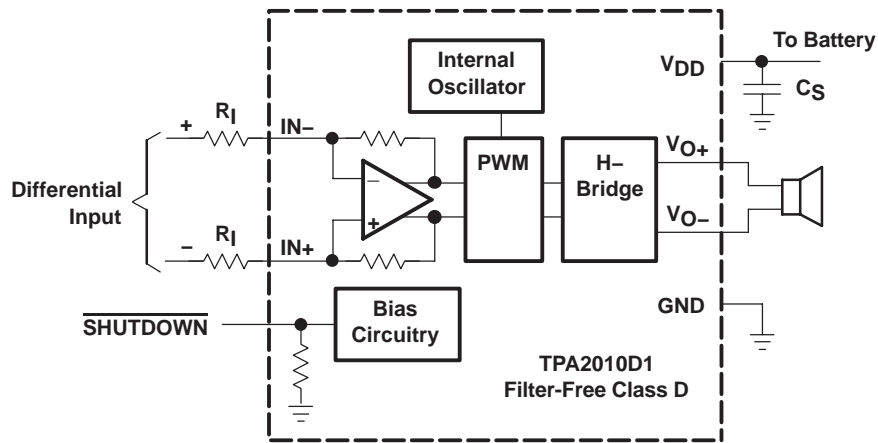 To Battery
Internal
Oscillator
VDD
CS
RI
+
IN–
–
PWM
H–
Bridge
VO+
Differential
Input
+
VO–
–
RI
IN+
GND
SHUTDOWN
Bias
Circuitry
TPA2010D1
Filter-Free Class D